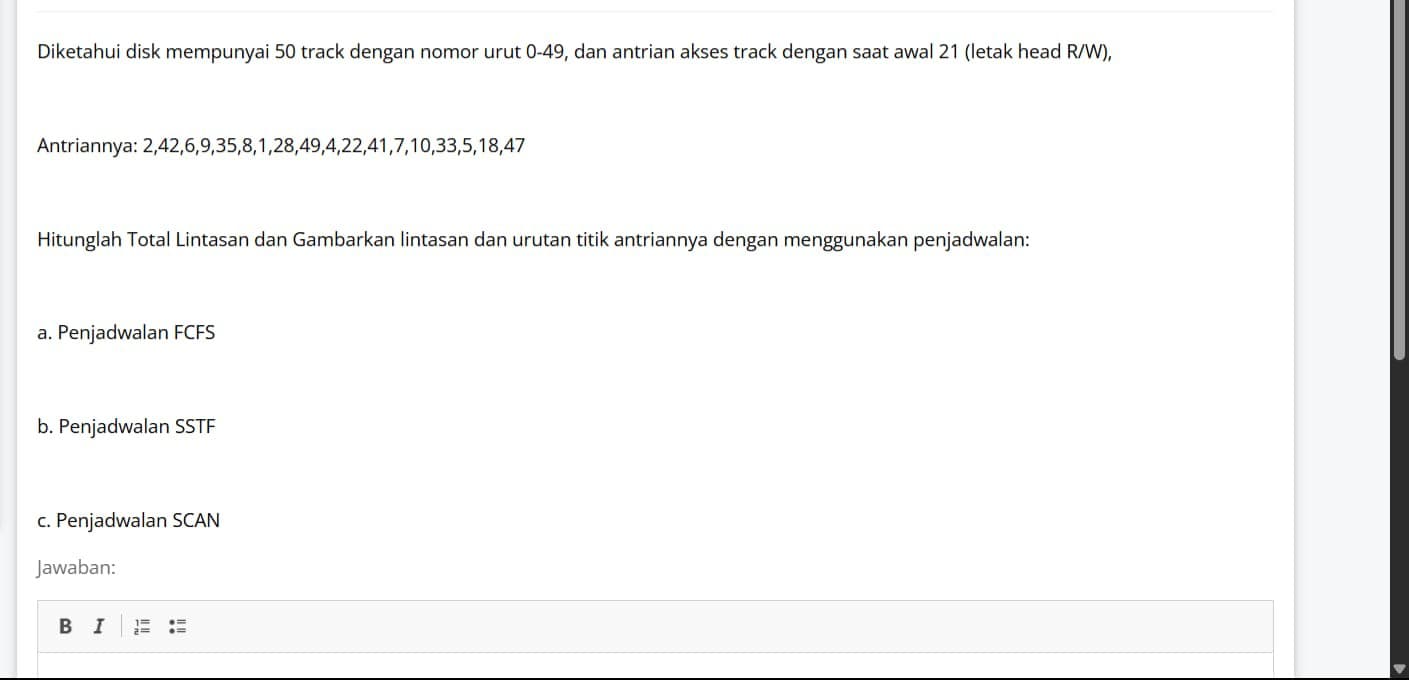 Diketahui disk mempunyai 50 track dengan nomor urut 0-49, dan antrian akses track dengan saat awal 21 (letak head R/W),
Antriannya: 2,42,6,9,35,8,1,28,49,4,22,41,7,10,33,5,18,47
Hitunglah Total Lintasan dan Gambarkan lintasan dan urutan titik antriannya dengan menggunakan penjadwalan:
a. Penjadwalan FCFS
b. Penjadwalan SSTF
c. Penjadwalan SCAN
Jawaban:
B I